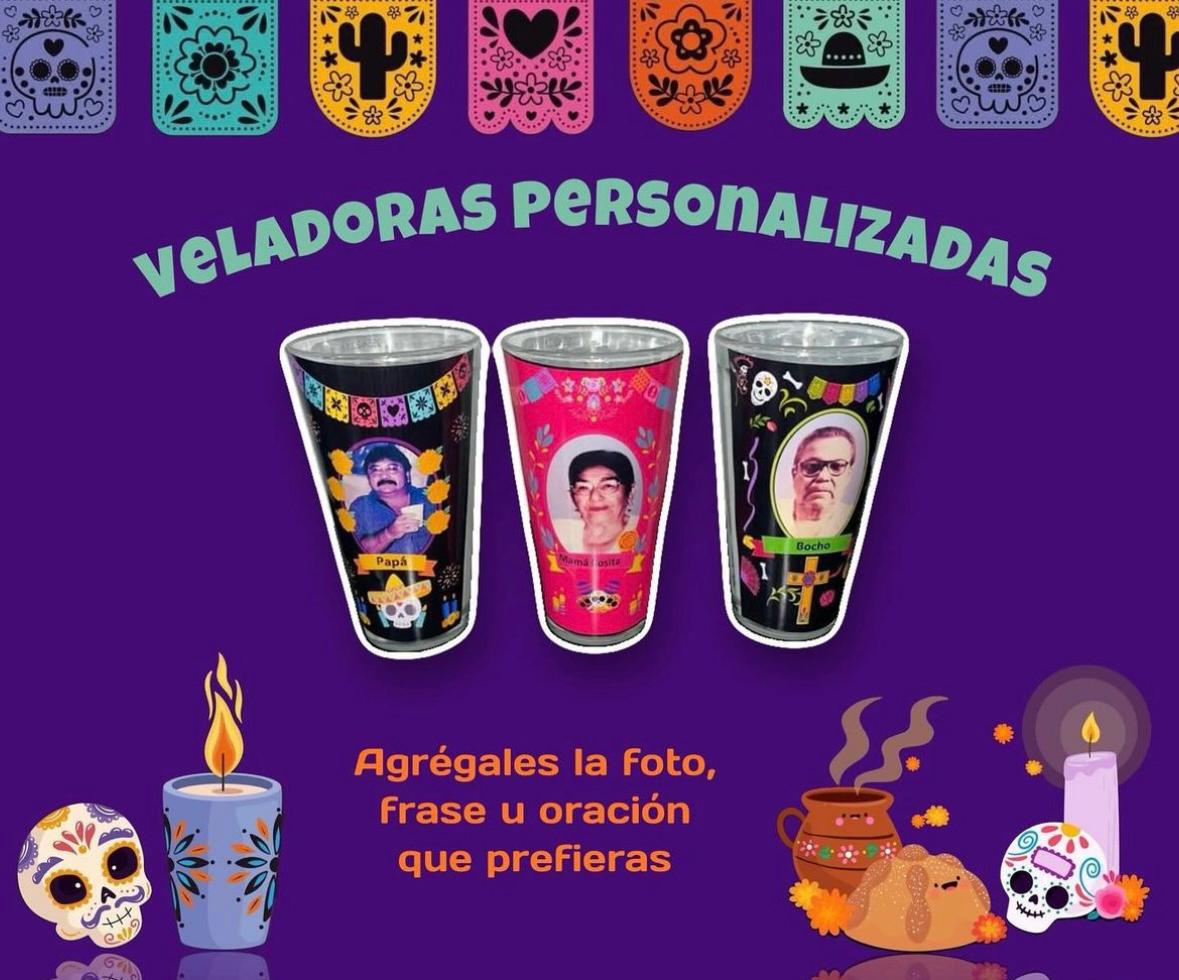 VeLADORAS PeRSONALIZADAS
Papá
Mamá Rosita
Bocho
Agrégales la foto,
frase u oración
que prefieras